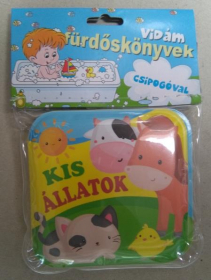 Vidám
fürdőskönyvek
CSIPOGÓVAL
KIS
ÁLLATOK